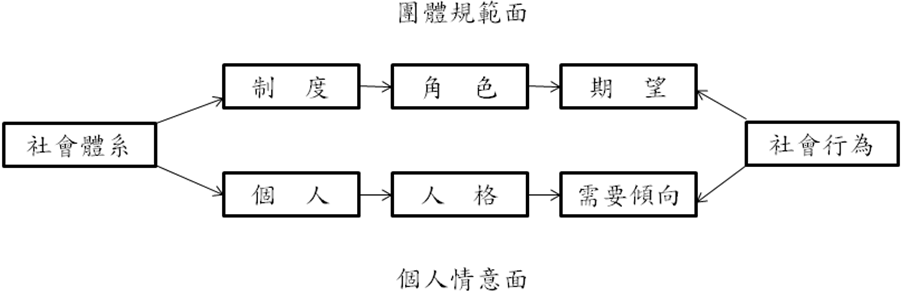 團體規範面
制 度
角 色
期 望
社會體系
社會行為
個 人
人 格
需要傾向
個人情意面